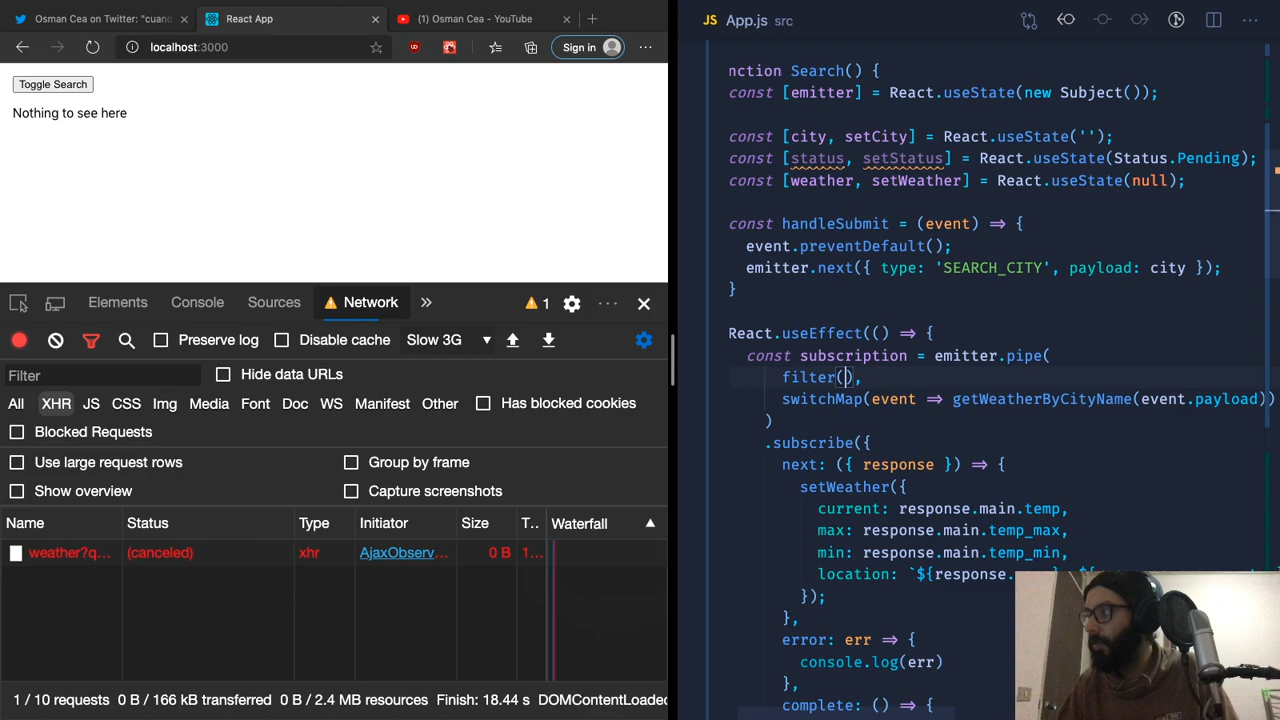 Osman Cea on Twitter: "cuand
React App
(1) Osman Cea - YouTube
localhost:3000
Sign in
Toggle Search
Nothing to see here
Elements
Console
Sources
Network
1
Preserve log
Disable cache
Slow 3G
Filter
Hide data URLs
All
XHR
JS
CSS
Img
Media
Font
Doc
WS
Manifest
Other
Has blocked cookies
Blocked Requests
Use large request rows
Group by frame
Show overview
Capture screenshots
Name
Status
Type
Initiator
Size
T...
Waterfall
weather?q...
(canceled)
xhr
AjaxObserv...
0 B
1...
1 / 10 requests
0 B / 166 kB transferred
0 B / 2.4 MB resources
Finish: 18.44 s
DOMContentLoaded
JS App.js src
nction Search() {
const [emitter] = React.useState(new Subject());
const [city, setCity] = React.useState('');
const [status, setStatus] = React.useState(Status.Pending);
const [weather, setWeather] = React.useState(null);
const handleSubmit = (event) => {
event.preventDefault();
emitter.next({ type: 'SEARCH_CITY', payload: city });
}
React.useEffect(() => {
const subscription = emitter.pipe(
filter(),
switchMap(event => getWeatherByCityName(event.payload))
)
.subscribe({
next: ({ response }) => {
setWeather({
current: response.main.temp,
max: response.main.temp_max,
min: response.main.temp_min,
location: `${response.
});
},
error: err => {
console.log(err)
},
complete: () => {